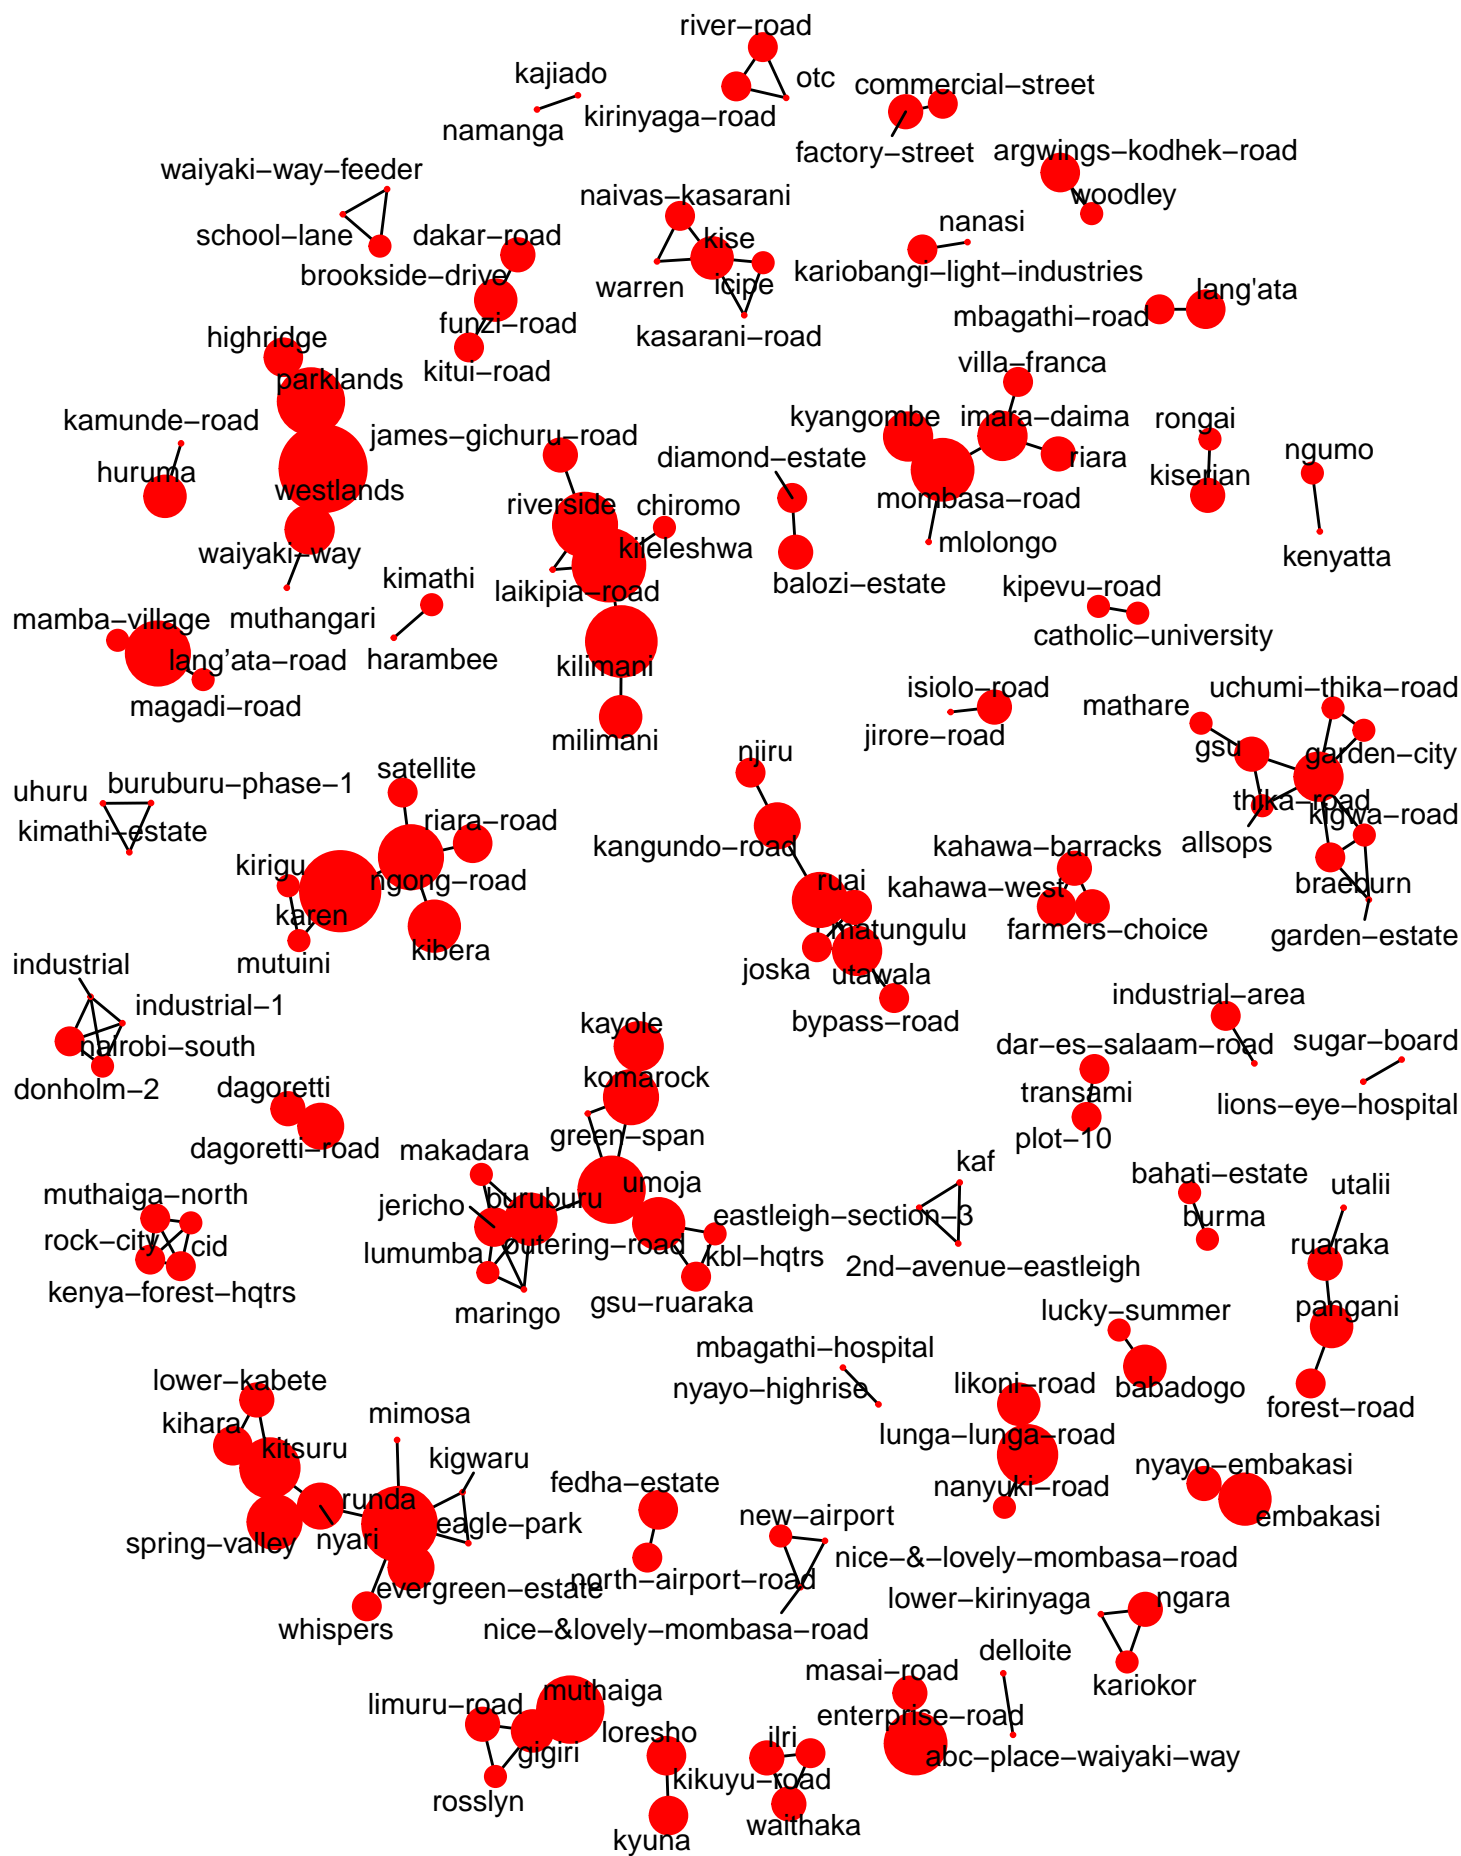 river−road
kajiado
otc
commercial−street
namanga
kirinyaga−road
factory−street
argwings−kodhek−road
waiyaki−way−feeder
naivas−kasarani
woodley
school−lane
dakar−road
kise
nanasi
brookside−drive
warren
icipe
kariobangi−light−industries
lang'ata
mbagathi−road
highridge
funzi−road
kasarani−road
parklands
kitui−road
villa−franca
kamunde−road
james−gichuru−road
kyangombe
imara−daima
rongai
huruma
diamond−estate
riara
ngumo
westlands
riverside
chiromo
mombasa−road
kiserian
waiyaki−way
kileleshwa
mlolongo
kenyatta
kimathi
laikipia−road
balozi−estate
kipevu−road
mamba−village
muthangari
catholic−university
lang’ata−road
harambee
kilimani
magadi−road
isiolo−road
uchumi−thika−road
mathare
milimani
jirore−road
njiru
gsu
garden−city
satellite
uhuru
buruburu−phase−1
thika−road
kigwa−road
kimathi−estate
riara−road
kangundo−road
kahawa−barracks
allsops
kirigu
ngong−road
ruai
kahawa−west
braeburn
karen
matungulu
farmers−choice
garden−estate
mutuini
kibera
joska
utawala
industrial
industrial−1
bypass−road
industrial−area
kayole
nairobi−south
dar−es−salaam−road
sugar−board
komarock
donholm−2
dagoretti
transami
lions−eye−hospital
green−span
dagoretti−road
plot−10
makadara
kaf
bahati−estate
muthaiga−north
umoja
utalii
jericho
buruburu
eastleigh−section−3
burma
rock−city
cid
lumumba
outering−road
kbl−hqtrs
ruaraka
kenya−forest−hqtrs
2nd−avenue−eastleigh
maringo
gsu−ruaraka
lucky−summer
pangani
mbagathi−hospital
lower−kabete
nyayo−highrise
likoni−road
babadogo
forest−road
kihara
mimosa
kitsuru
lunga−lunga−road
kigwaru
nyayo−embakasi
fedha−estate
nanyuki−road
runda
new−airport
embakasi
spring−valley
nyari
eagle−park
nice−&−lovely−mombasa−road
evergreen−estate
north−airport−road
lower−kirinyaga
ngara
whispers
nice−&lovely−mombasa−road
delloite
masai−road
kariokor
muthaiga
limuru−road
enterprise−road
loresho
ilri
gigiri
abc−place−waiyaki−way
kikuyu−road
rosslyn
waithaka
kyuna